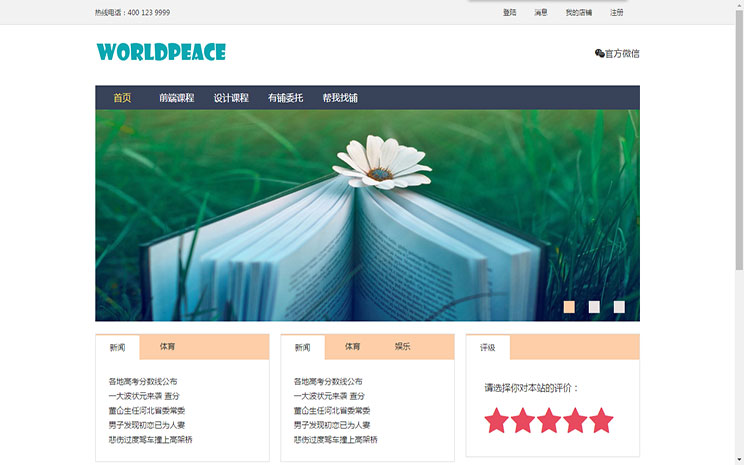 热线电话：400 123 9999 登陆 消息 我的店铺 注册
WORLDPEACE 官方微信
首页 前端课程 设计课程 有铺委托 帮我找铺
新闻 体育
各地高考分数线公布
一大波状元来袭 直分
董仚生任河北省委常委
男子发现初恋已为人妻
悲伤过度驾车撞上高架桥
新闻 体育 娱乐
各地高考分数线公布
一大波状元来袭 直分
董仚生任河北省委常委
男子发现初恋已为人妻
悲伤过度驾车撞上高架桥
评级
请选择你对本站的评价：